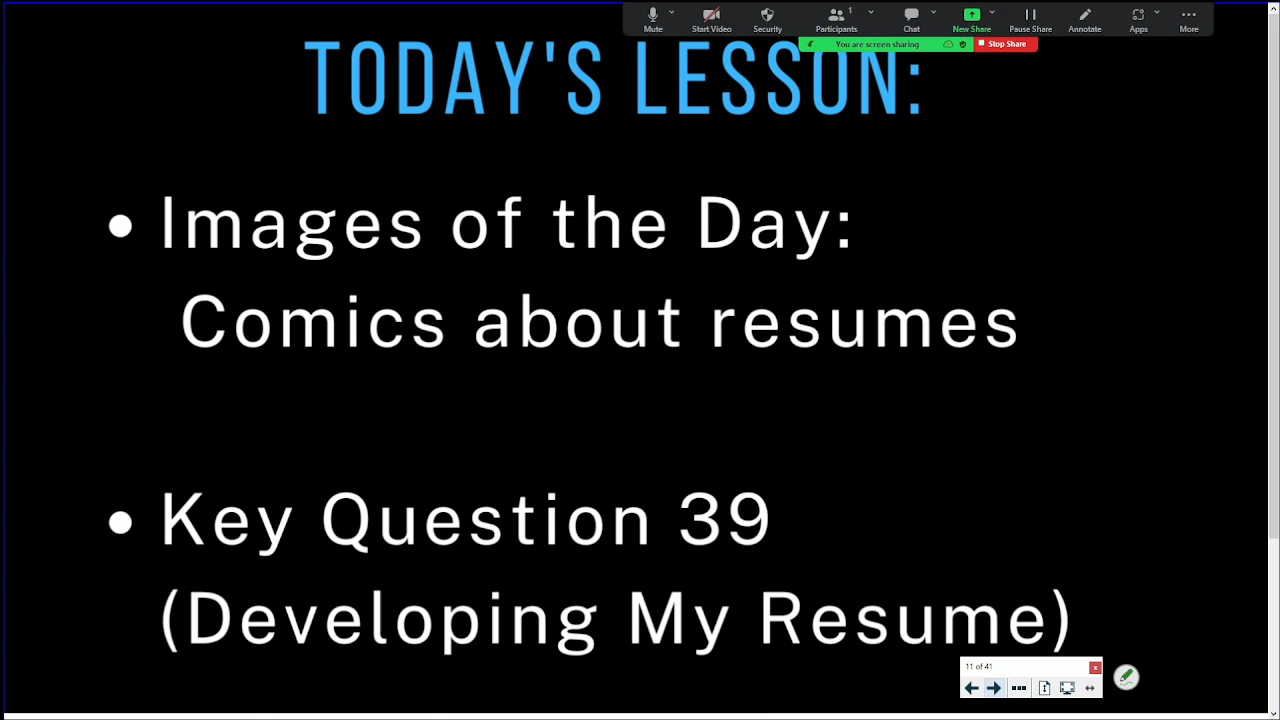 1
Mute
Start Video
Security
Participants
Chat
New Share
Pause Share
Annotate
Apps
More
You are screen sharing
Stop Share
TODAY'S LESSON:
• Images of the Day:
Comics about resumes
• Key Question 39
(Developing My Resume)
11 of 41
x